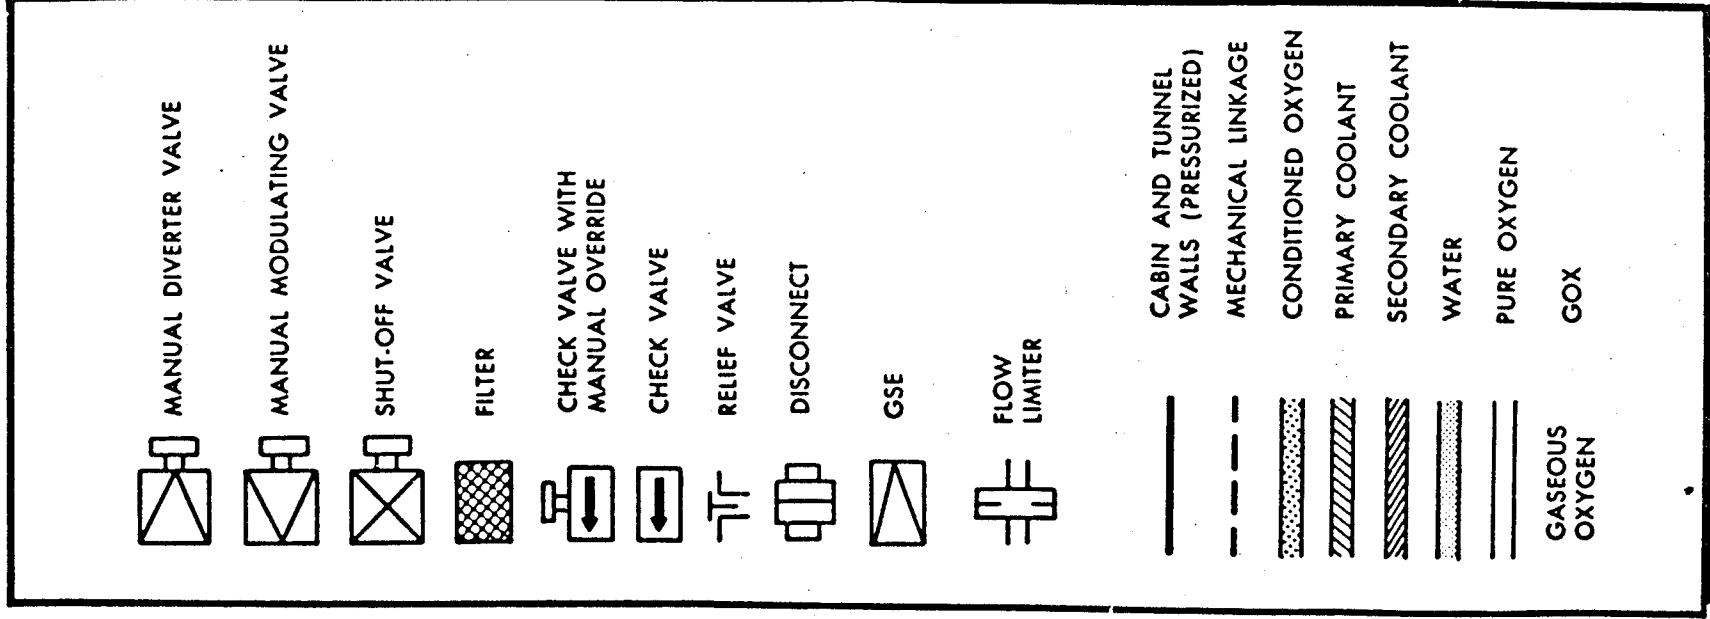 MANUAL DIVERTER VALVE
MANUAL MODULATING VALVE
SHUT-OFF VALVE
FILTER
CHECK VALVE WITH
MANUAL OVERRIDE
CHECK VALVE
RELIEF VALVE
DISCONNECT
GSE
FLOW
LIMITER
CABIN AND TUNNEL
WALLS (PRESSURIZED)
MECHANICAL LINKAGE
CONDITIONED OXYGEN
PRIMARY COOLANT
SECONDARY COOLANT
WATER
PURE OXYGEN
GASEOUS
OXYGEN
GOX